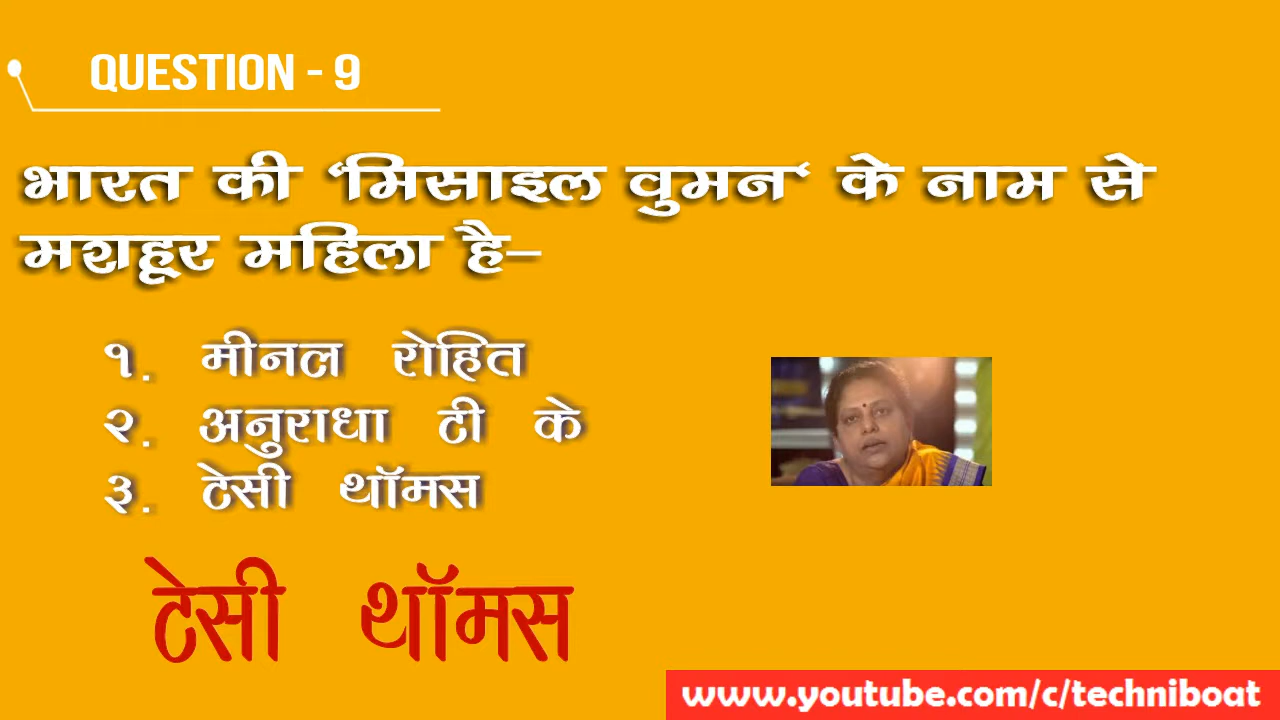 QUESTION - 9
भारत की ‘मिसाइल वुमन‘ के नाम से
मशहूर महिला है–
१. मीनल रोहित
२. अनुराधा टी के
३. टेसी थॉमस
टेसी थॉमस
www.youtube.com/c/techniboat